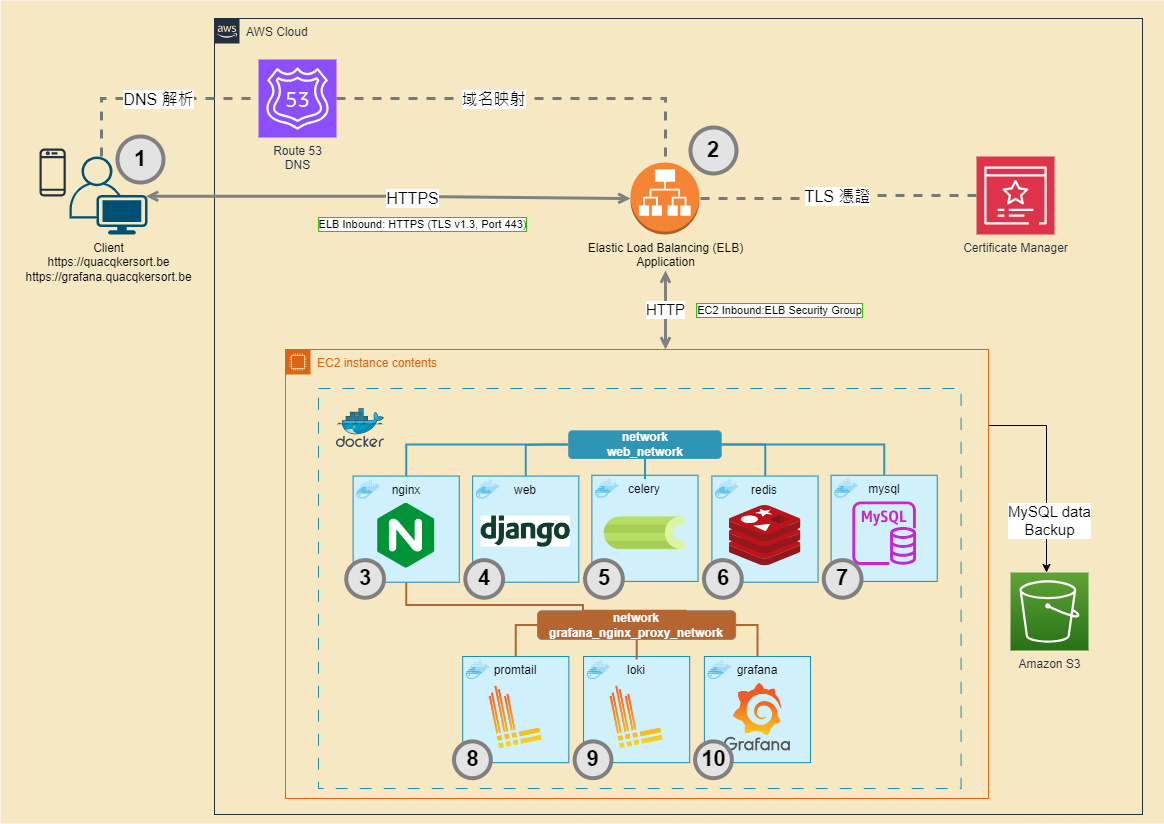 aws
AWS Cloud
DNS 解析
53
域名映射
Route 53
DNS
1
2
HTTPS
TLS 憑證
ELB Inbound: HTTPS (TLS v1.3, Port 443)
Client
https://quacqkersort.be
https://grafana.quacqkersort.be
Elastic Load Balancing (ELB)
Application
Certificate Manager
HTTP
EC2 Inbound:ELB Security Group
EC2 instance contents
docker
network
web_network
nginx
web
celery
redis
mysql
N
django
MySQL
3
4
5
6
7
MySQL data
Backup
Amazon S3
network
grafana_nginx_proxy_network
promtail
loki
grafana
Grafana
8
9
10